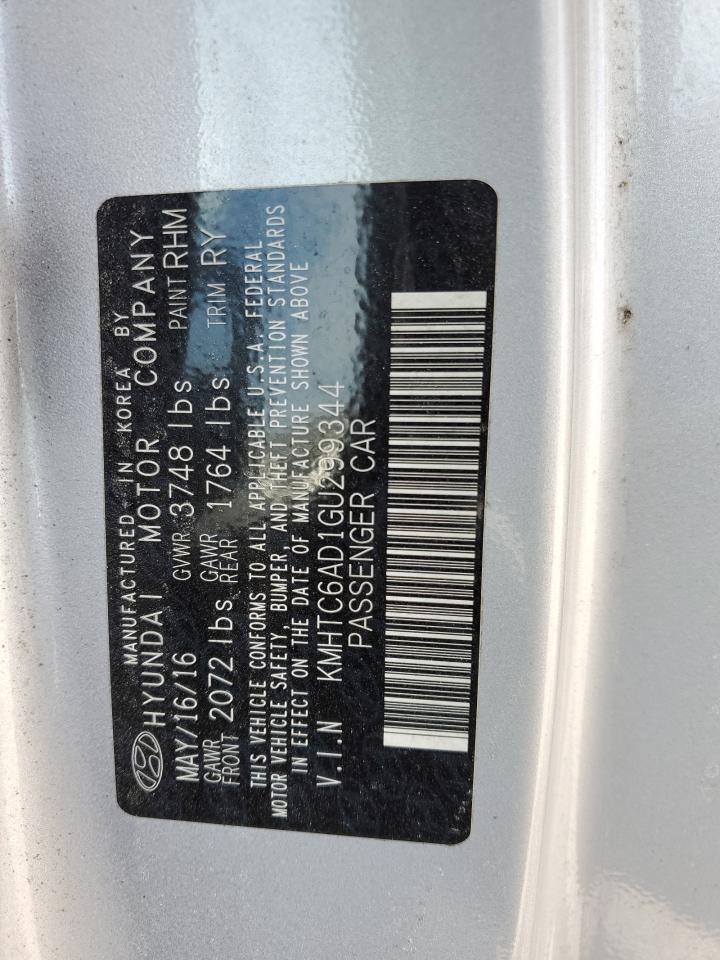 MANUFACTURED IN KOREA BY
HYUNDAI MOTOR COMPANY
MAY/16/16 GVWR 3748 lbs PAINT RHM
GAWR FRONT 2072 lbs GAWR REAR 1764 lbs TRIM RY
THIS VEHICLE CONFORMS TO ALL APPLICABLE U.S.A. FEDERAL
MOTOR VEHICLE SAFETY, BUMPER, AND THEFT PREVENTION STANDARDS
IN EFFECT ON THE DATE OF MANUFACTURE SHOWN ABOVE
V.I.N KMHTC6AD1GU299344
PASSENGER CAR